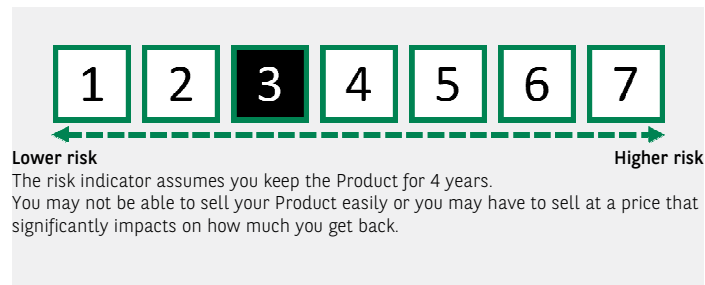 1 2 3 4 5 6 7
Lower risk Higher risk
The risk indicator assumes you keep the Product for 4 years.
You may not be able to sell your Product easily or you may have to sell at a price that
significantly impacts on how much you get back.